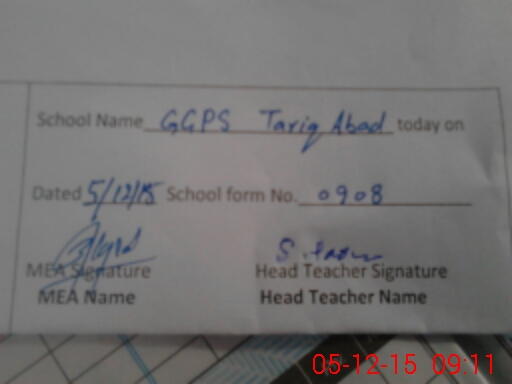 School Name GGPS Tariq Abad today on
Dated 5/12/15 School form No. 0908
MEA Signature Head Teacher Signature
MEA Name Head Teacher Name
05-12-15 09:11